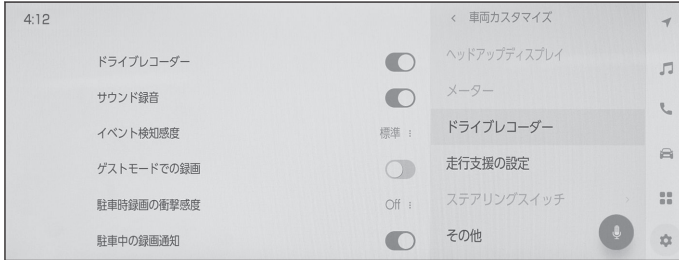 4:12
ドライブレコーダー
サウンド録音
イベント検知感度
標準
ゲストモードでの録画
駐車時録画の衝撃感度
Off
駐車中の録画通知
< 車両カスタマイズ
ヘッドアップディスプレイ
メーター
ドライブレコーダー
走行支援の設定
ステアリングスイッチ
その他